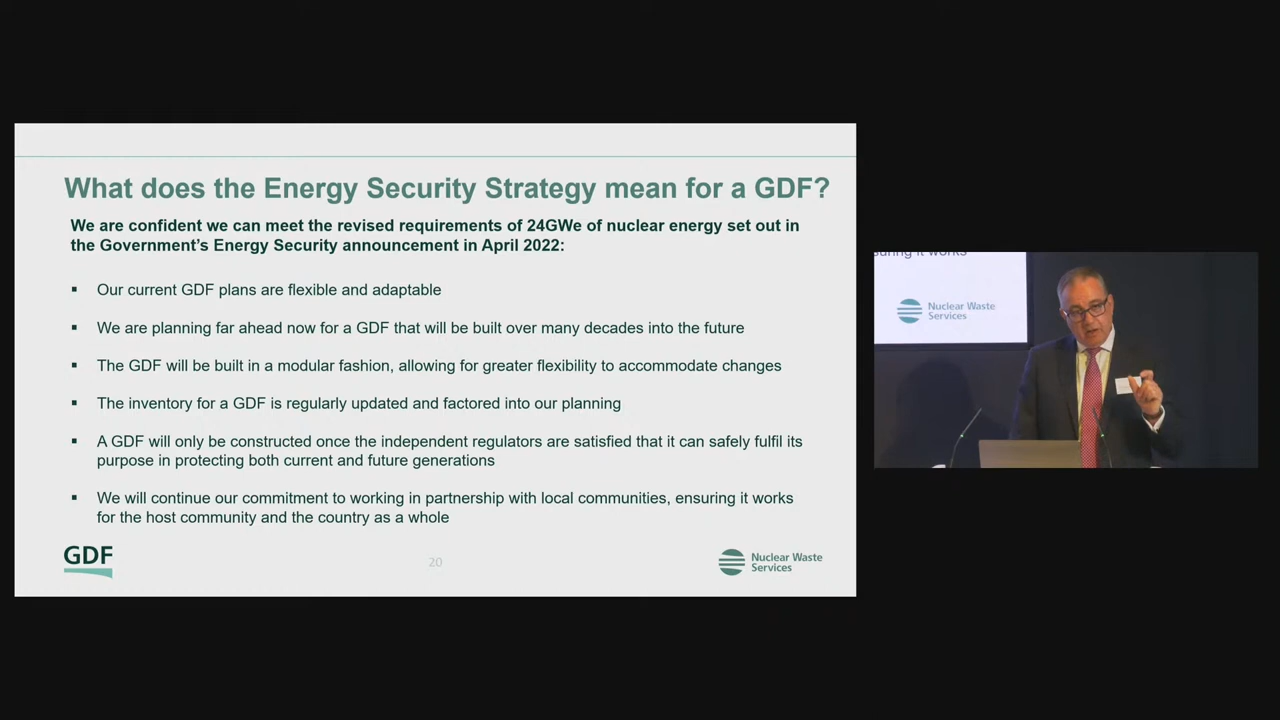 What does the Energy Security Strategy mean for a GDF?
We are confident we can meet the revised requirements of 24GWe of nuclear energy set out in
the Government's Energy Security announcement in April 2022:
▪ Our current GDF plans are flexible and adaptable
▪ We are planning far ahead now for a GDF that will be built over many decades into the future
▪ The GDF will be built in a modular fashion, allowing for greater flexibility to accommodate changes
▪ The inventory for a GDF is regularly updated and factored into our planning
▪ A GDF will only be constructed once the independent regulators are satisfied that it can safely fulfil its
purpose in protecting both current and future generations
▪ We will continue our commitment to working in partnership with local communities, ensuring it works
for the host community and the country as a whole
GDF
20
Nuclear Waste
Services
suring it works
Nuclear Waste
Services